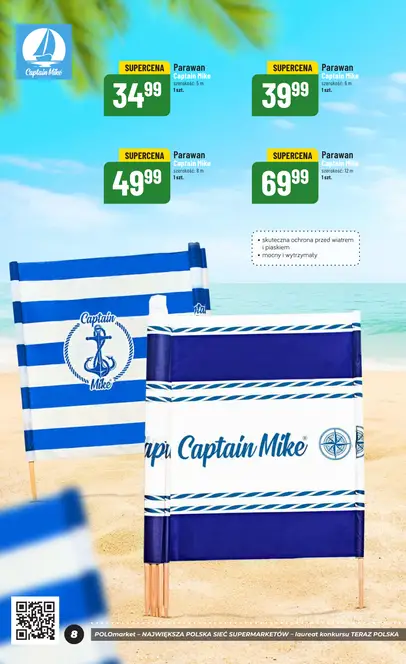 Captain Mike
SUPERCENA
34 99
Parawan
Captain Mike
szerokość: 5 m
1 szt.
SUPERCENA
39 99
Parawan
Captain Mike
szerokość: 6 m
1 szt.
SUPERCENA
49 99
Parawan
Captain Mike
szerokość: 8 m
1 szt.
SUPERCENA
69 99
Parawan
Captain Mike
szerokość: 12 m
1 szt.
• skuteczna ochrona przed wiatrem
i piaskiem
• mocny i wytrzymały
Captain
Mike
Captain Mike®
8
POLOmarket – NAJWIĘKSZA POLSKA SIEĆ SUPERMARKETÓW – laureat konkursu TERAZ POLSKA